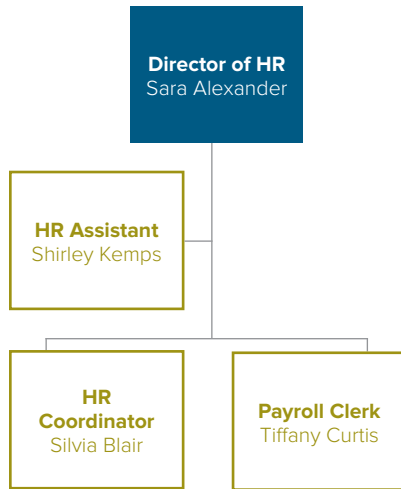 Director of HR
Sara Alexander
HR Assistant
Shirley Kemps
HR
Coordinator
Silvia Blair
Payroll Clerk
Tiffany Curtis